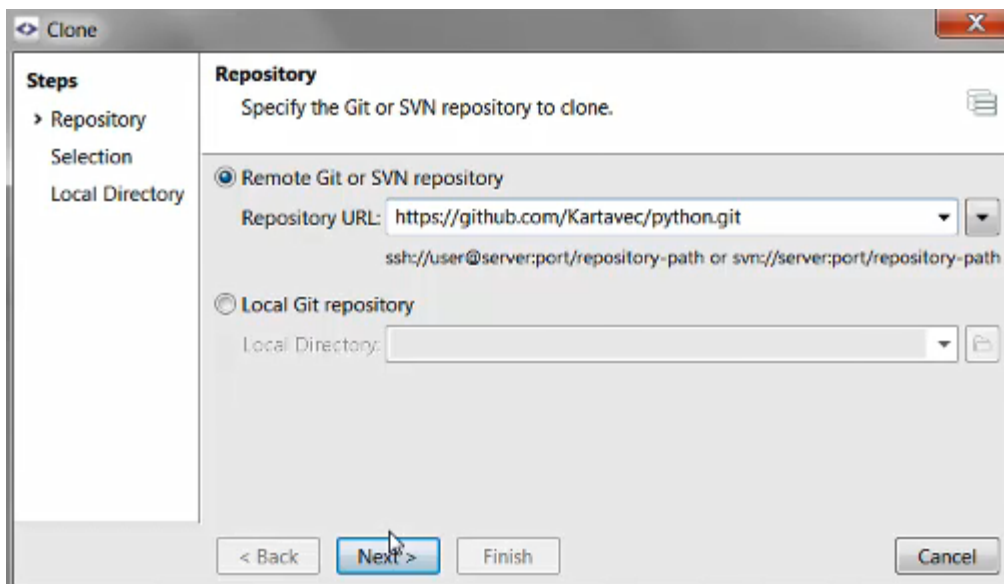 Clone
Steps
Repository
Selection
Local Directory
Repository
Specify the Git or SVN repository to clone.
Remote Git or SVN repository
Repository URL: https://github.com/Kartavec/python.git
ssh://user@server:port/repository-path or svn://server:port/repository-path
Local Git repository
Local Directory:
< Back Next > Finish Cancel